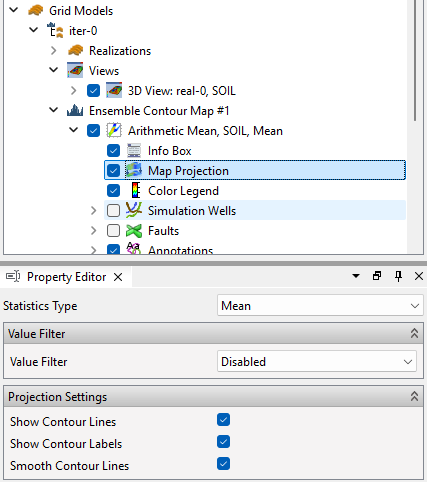 Grid Models
iter-0
Realizations
Views
3D View: real-0, SOIL
Ensemble Contour Map #1
Arithmetic Mean, SOIL, Mean
Info Box
Map Projection
Color Legend
Simulation Wells
Faults
Annotations
Property Editor
Statistics Type Mean
Value Filter
Value Filter Disabled
Projection Settings
Show Contour Lines
Show Contour Labels
Smooth Contour Lines